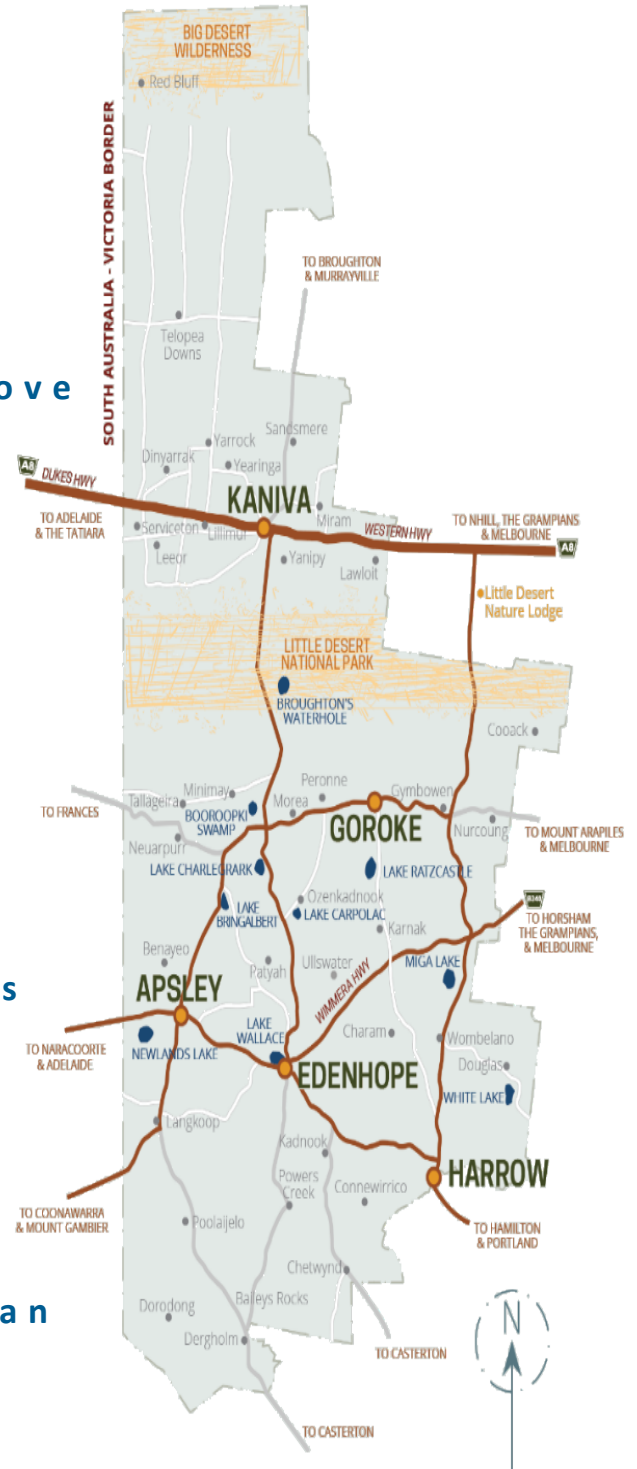 BIG DESERT
WILDERNESS
Red Bluff
SOUTH AUSTRALIA - VICTORIA BORDER
TO BROUGHTON
& MURRAYVILLE
Telopea
Downs
ove
Sandsmere
Yarrock
Dinyarrak
Yearinga
A8
DUKES HWY
KANIVA
TO ADELAIDE
& THE TATIARA
Serviceton
Lillimur
Miram
WESTERN HWY
TO NHILL, THE GRAMPIANS
& MELBOURNE
A8
Leeor
Yanipy
Lawloit
Little Desert
Nature Lodge
LITTLE DESERT
NATIONAL PARK
BROUGHTON'S
WATERHOLE
Cooack
Peronne
Minimay
Gymbowen
Tallageira
Morea
TO FRANCES
BOOROOPKI
SWAMP
GOROKE
Nurcoung
TO MOUNT ARAPILES
& MELBOURNE
Neuarpurr
LAKE CHARLEGRARK
LAKE RATZCASTLE
Ozenkadnook
LAKE
BRINGALBERT
LAKE CARPOLAC
TO HORSHAM
THE GRAMPIANS,
& MELBOURNE
Karnak
Benayeo
Patyah
Ullswater
MIGA LAKE
s
APSLEY
WIMMERA HWY
LAKE
WALLACE
Charam
Wombelano
TO NARACOORTE
& ADELAIDE
NEWLANDS LAKE
EDENHOPE
Douglas
WHITE LAKE
Langkoop
Kadnook
HARROW
Powers
Creek
Connewirrico
TO COONAWARRA
& MOUNT GAMBIER
Poolaijelo
TO HAMILTON
& PORTLAND
Chetwynd
Baileys Rocks
Dorodong
an
N
Dergholm
TO CASTERTON
TO CASTERTON